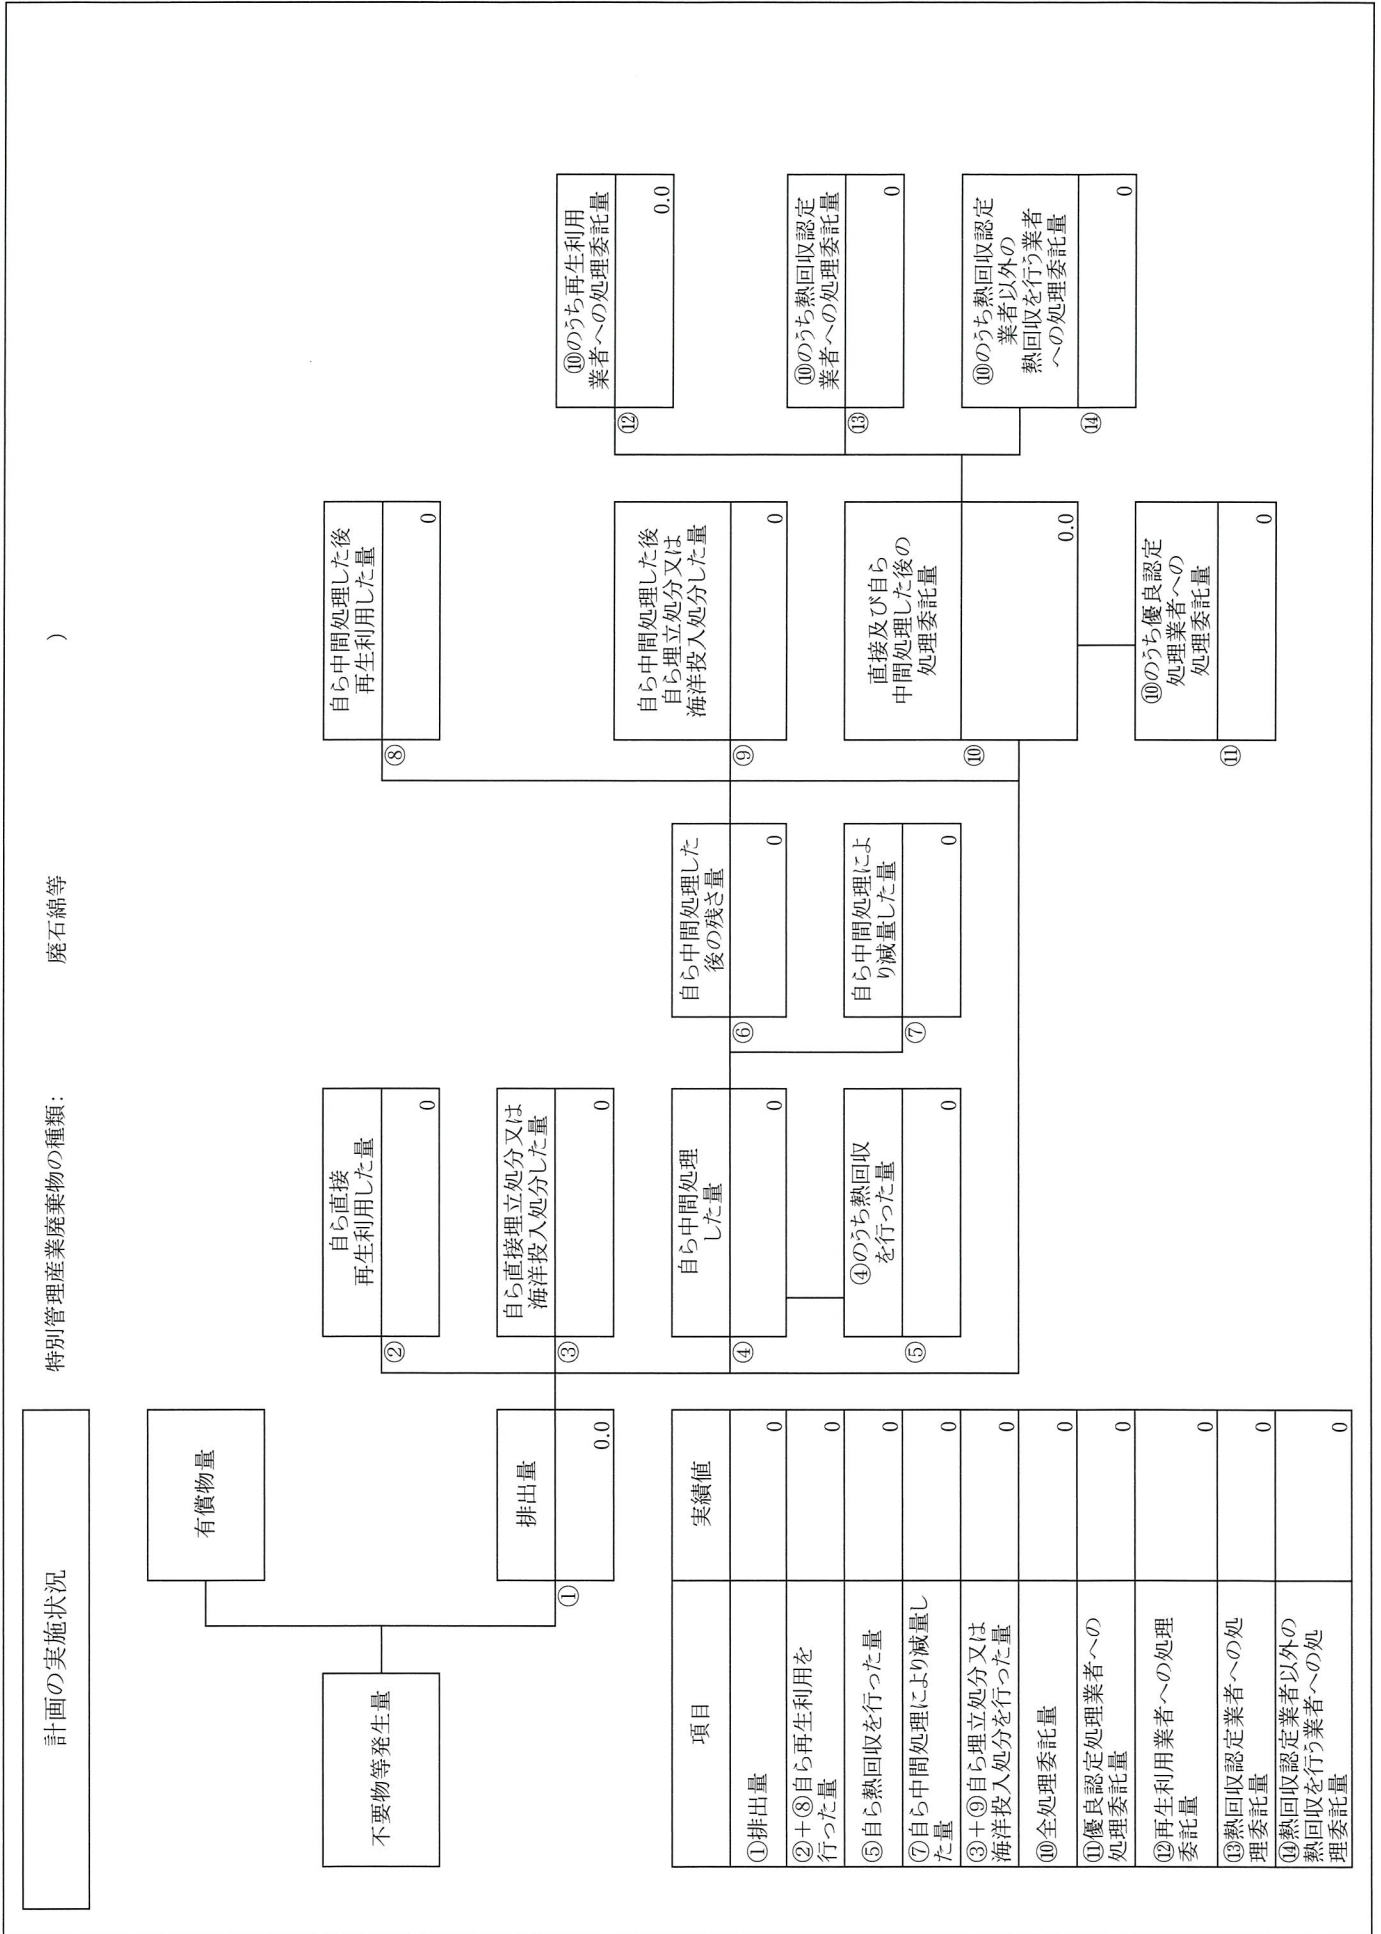 計画の実施状況
特別管理産業廃棄物の種類：
廃石綿等
)
有償物量
不要物等発生量
①
排出量
0.0
②
自ら直接
再生利用した量
0
③
自ら直接埋立処分又は
海洋投入処分した量
0
④
自ら中間処理
した量
0
⑤
④のうち熱回収
を行った量
0
⑥
自ら中間処理した
後の残さ量
0
⑦
自ら中間処理によ
り減量した量
0
⑧
自ら中間処理した後
再生利用した量
0
⑨
自ら中間処理した後
自ら埋立処分又は
海洋投入処分した量
0
⑩
直接及び自ら
中間処理した後の
処理委託量
0.0
⑪
⑩のうち優良認定
処理業者への
処理委託量
0
⑫
⑩のうち再生利用
業者への処理委託量
0.0
⑬
⑩のうち熱回収認定
業者への処理委託量
0
⑭
⑩のうち熱回収認定
業者以外の
熱回収を行う業者
への処理委託量
0
項目 実績値
①排出量 0
②＋⑧自ら再生利用を
行った量 0
⑤自ら熱回収を行った量 0
⑦自ら中間処理により減量し
た量 0
③＋⑨自ら埋立処分又は
海洋投入処分を行った量 0
⑩全処理委託量 0
⑪優良認定処理業者への
処理委託量 0
⑫再生利用業者への処理
委託量 0
⑬熱回収認定業者への処
理委託量 0
⑭熱回収認定業者以外の
熱回収を行う業者への処
理委託量 0